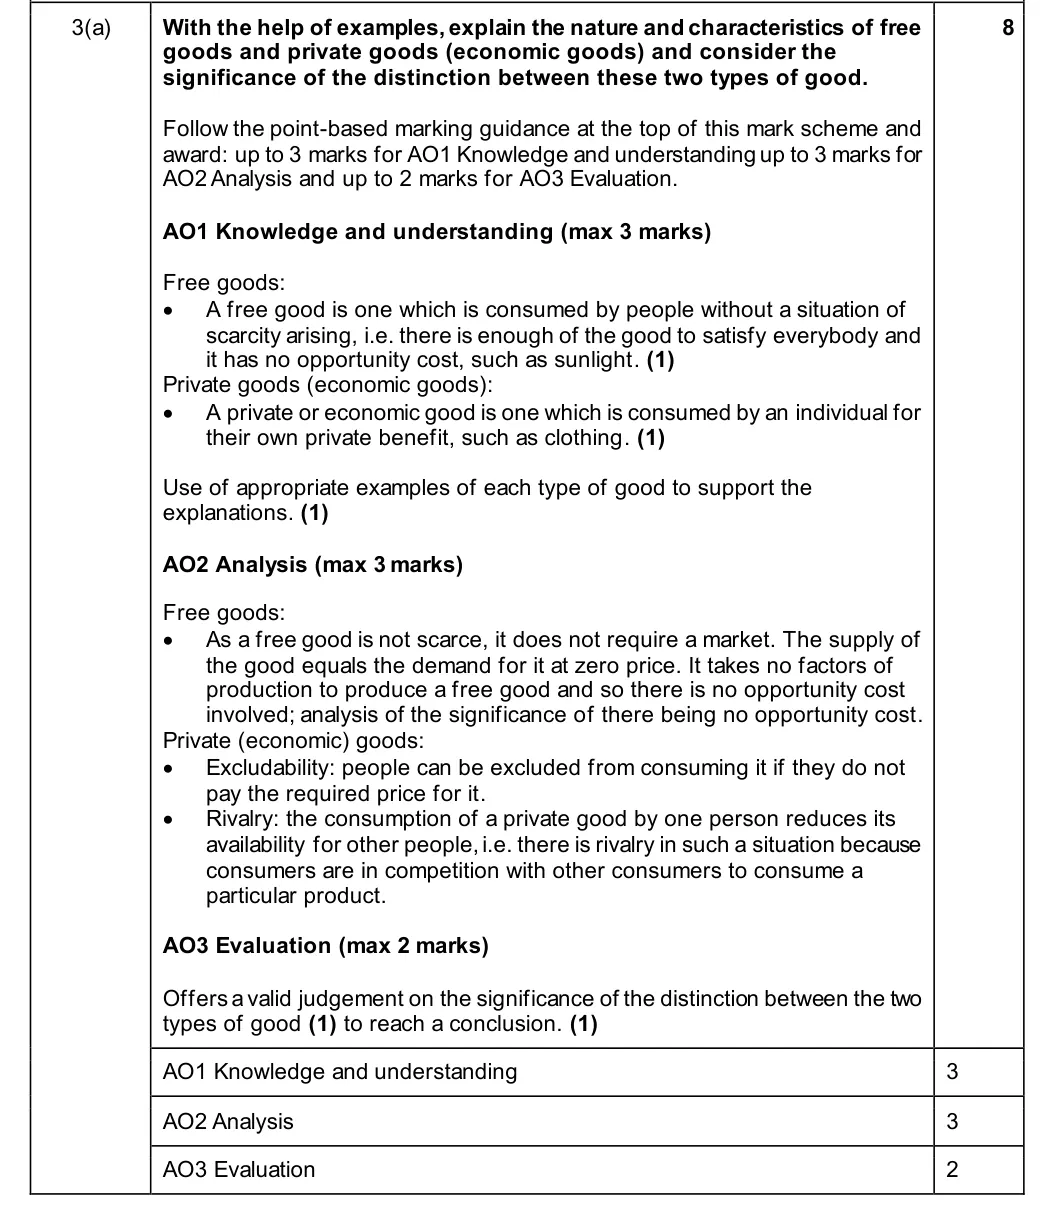 3(a)
With the help of examples, explain the nature and characteristics of free
goods and private goods (economic goods) and consider the
significance of the distinction between these two types of good.
8
Follow the point-based marking guidance at the top of this mark scheme and
award: up to 3 marks for AO1 Knowledge and understanding up to 3 marks for
AO2 Analysis and up to 2 marks for AO3 Evaluation.
AO1 Knowledge and understanding (max 3 marks)
Free goods:
• A free good is one which is consumed by people without a situation of
scarcity arising, i.e. there is enough of the good to satisfy everybody and
it has no opportunity cost, such as sunlight. (1)
Private goods (economic goods):
• A private or economic good is one which is consumed by an individual for
their own private benefit, such as clothing. (1)
Use of appropriate examples of each type of good to support the
explanations. (1)
AO2 Analysis (max 3 marks)
Free goods:
• As a free good is not scarce, it does not require a market. The supply of
the good equals the demand for it at zero price. It takes no factors of
production to produce a free good and so there is no opportunity cost
involved; analysis of the significance of there being no opportunity cost.
Private (economic) goods:
• Excludability: people can be excluded from consuming it if they do not
pay the required price for it.
• Rivalry: the consumption of a private good by one person reduces its
availability for other people, i.e. there is rivalry in such a situation because
consumers are in competition with other consumers to consume a
particular product.
AO3 Evaluation (max 2 marks)
Offers a valid judgement on the significance of the distinction between the two
types of good (1) to reach a conclusion. (1)
AO1 Knowledge and understanding
3
AO2 Analysis
3
AO3 Evaluation
2